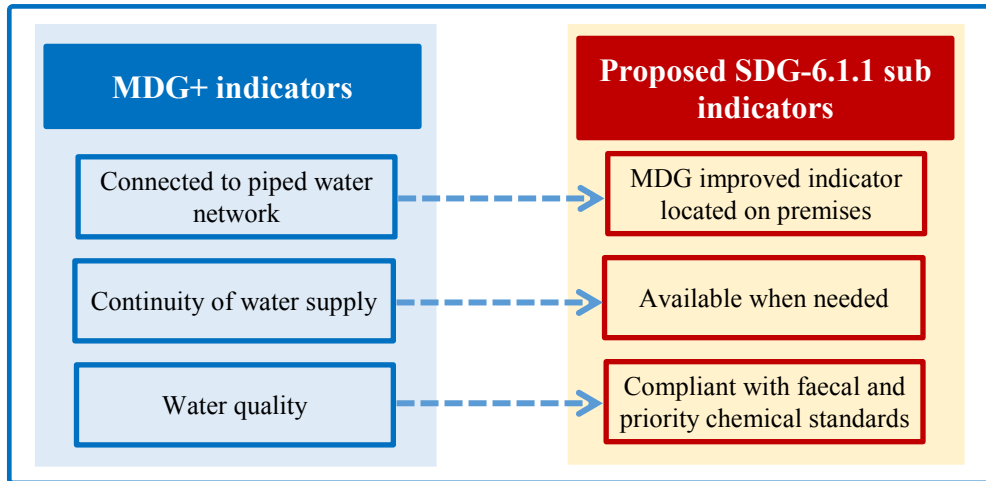 MDG+ indicators
Proposed SDG-6.1.1 sub
indicators
Connected to piped water
network
MDG improved indicator
located on premises
Continuity of water supply
Available when needed
Water quality
Compliant with faecal and
priority chemical standards